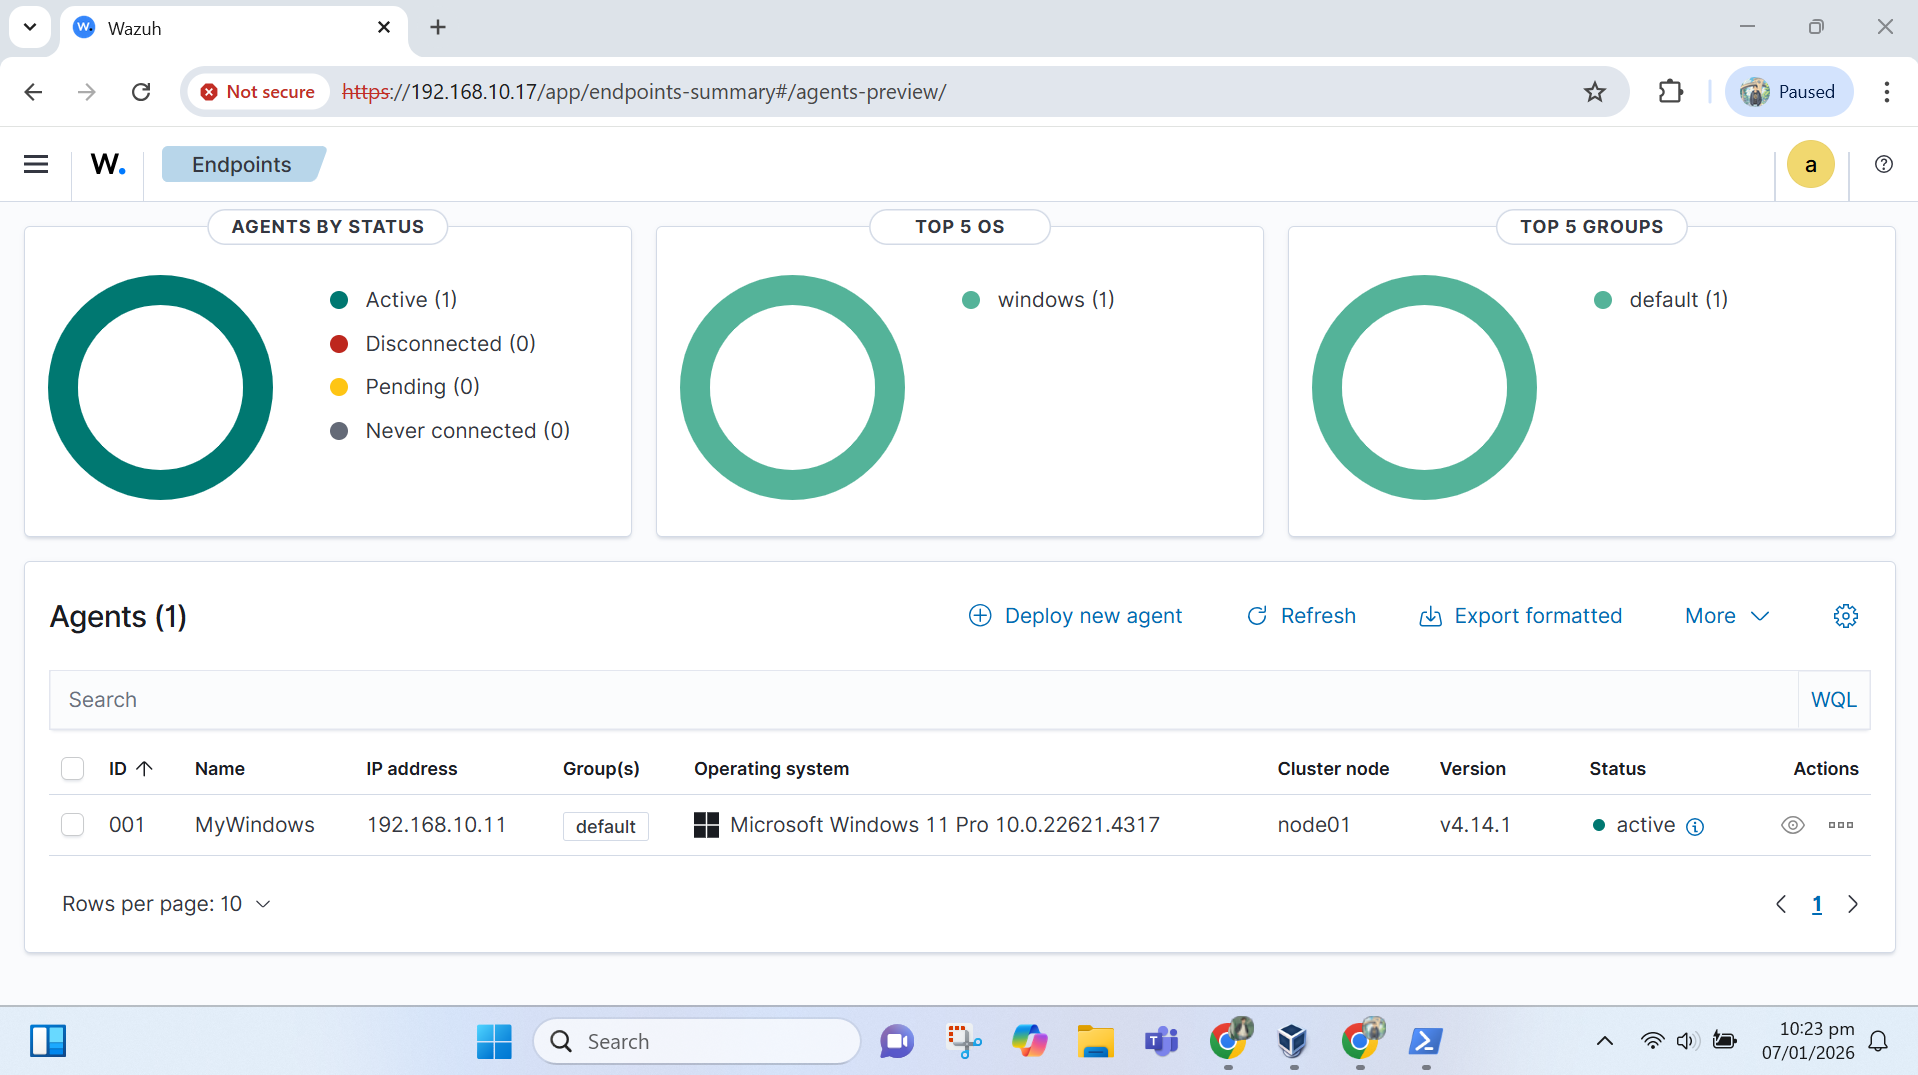 Wazuh
Not secure
https://192.168.10.17/app/endpoints-summary#/agents-preview/
Paused
W.
Endpoints
a
AGENTS BY STATUS
Active (1)
Disconnected (0)
Pending (0)
Never connected (0)
TOP 5 OS
windows (1)
TOP 5 GROUPS
default (1)
Agents (1)
Deploy new agent
Refresh
Export formatted
More
Search
WQL
ID Name IP address Group(s) Operating system Cluster node Version Status Actions
001 MyWindows 192.168.10.11 default Microsoft Windows 11 Pro 10.0.22621.4317 node01 v4.14.1 active
Rows per page: 10
1
Search
10:23 pm
07/01/2026